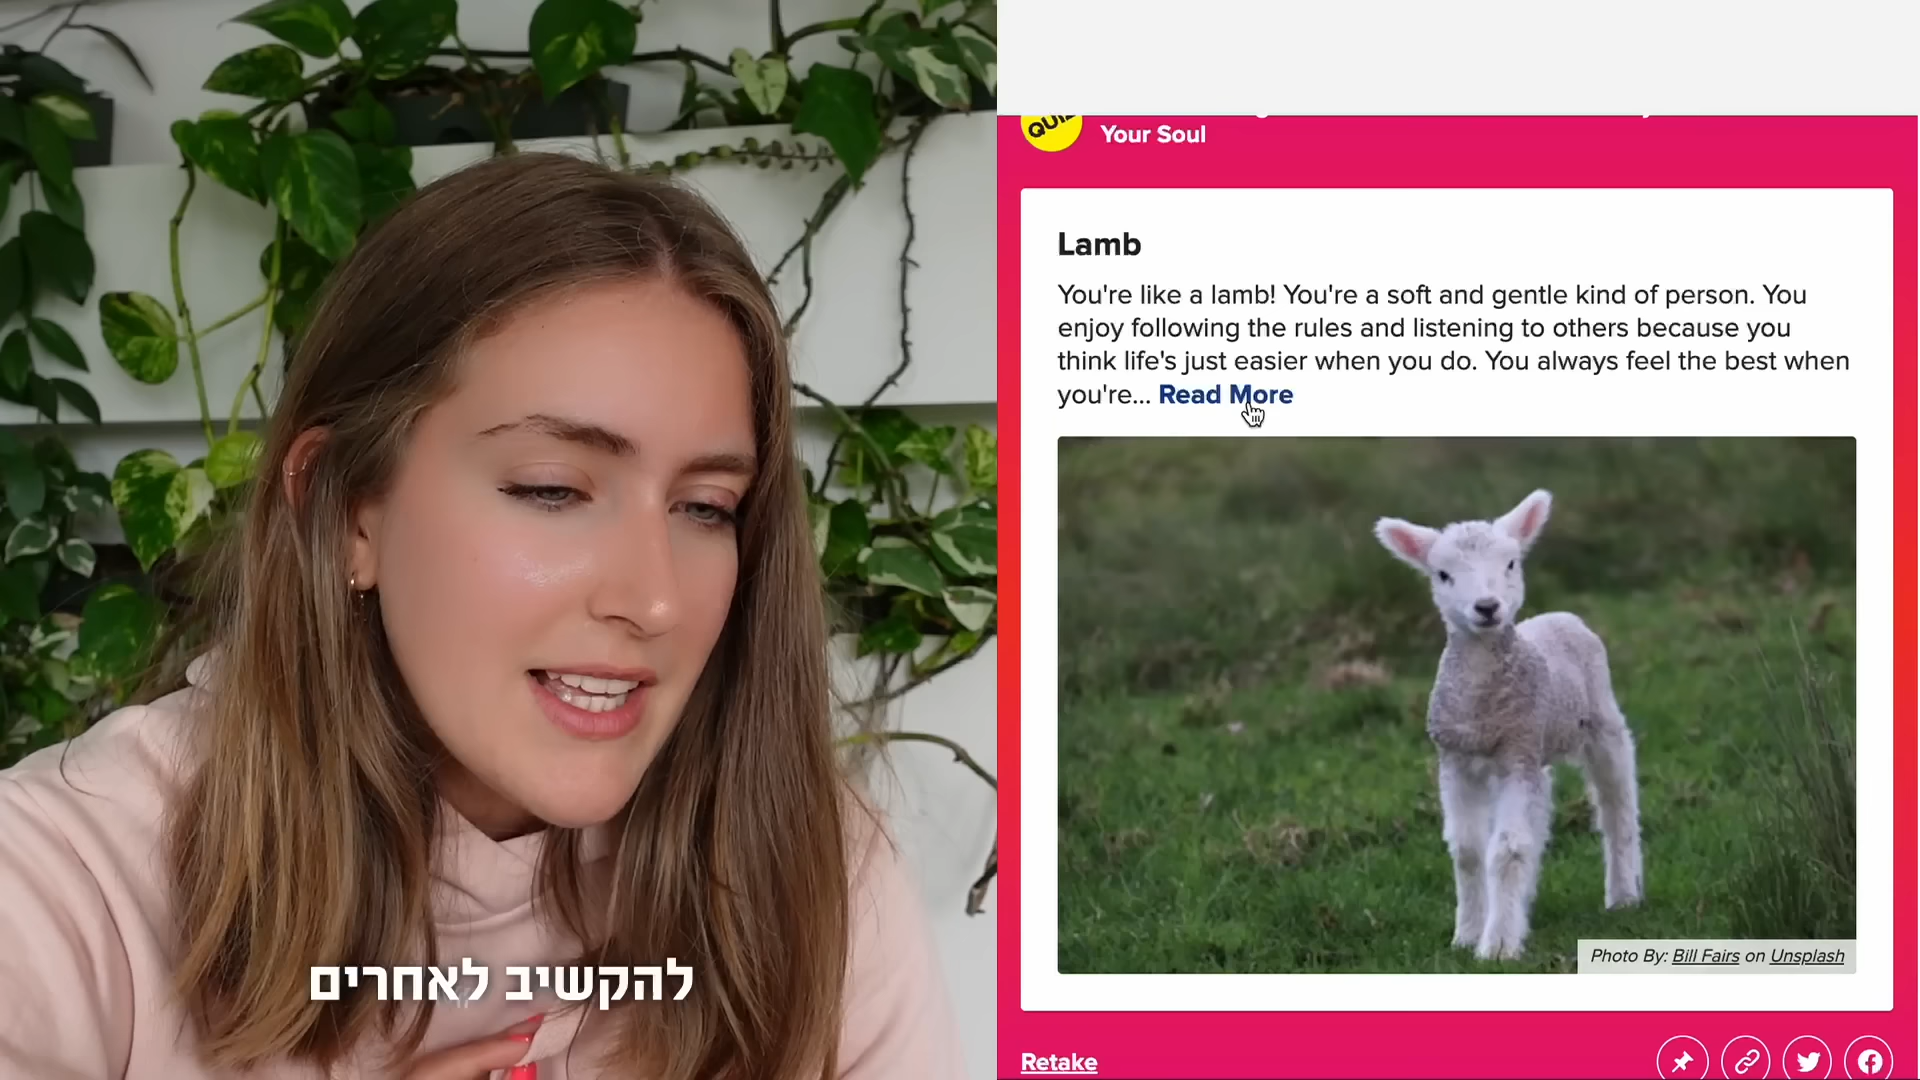 להקשיב לאחרים
QUIZ
Your Soul
Lamb
You're like a lamb! You're a soft and gentle kind of person. You
enjoy following the rules and listening to others because you
think life's just easier when you do. You always feel the best when
you're... Read More
Photo By: Bill Fairs on Unsplash
Retake